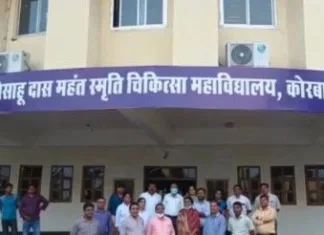 साहू दास महंत स्मृति चिकित्सा महाविद्यालय, कोरबा